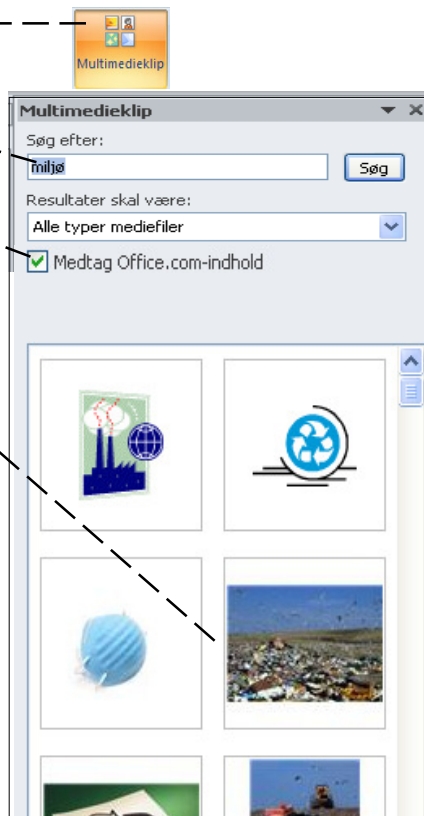 Multimedieklip
Multimedieklip
Søg efter:
miljø
Søg
Resultater skal være:
Alle typer mediefiler
Medtag Office.com-indhold